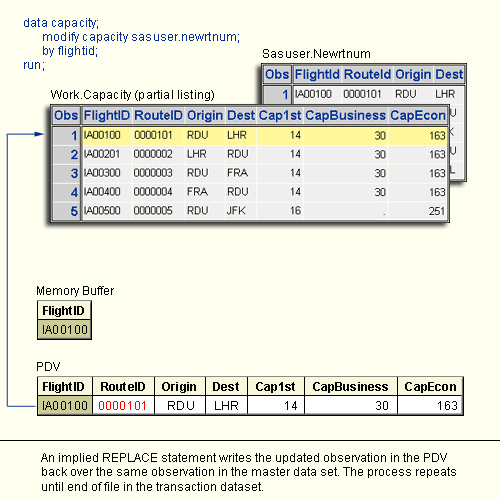 data capacity;
modify capacity sasuser.newrtnum;
by flightid;
run;
Sasuser.Newrtnum
Obs FlightId RouteId Origin Dest
1 IA00100 0000101 RDU LHR
Work.Capacity (partial listing)
Obs FlightID RouteID Origin Dest Cap1st CapBusiness CapEcon
1 IA00100 0000101 RDU LHR 14 30 163
2 IA00201 0000002 LHR RDU 14 30 163
3 IA00300 0000003 RDU FRA 14 30 163
4 IA00400 0000004 FRA RDU 14 30 163
5 IA00500 0000005 RDU JFK 16 . 251
Memory Buffer
FlightID
IA00100
PDV
FlightID RouteID Origin Dest Cap1st CapBusiness CapEcon
IA00100 0000101 RDU LHR 14 30 163
An implied REPLACE statement writes the updated observation in the PDV
back over the same observation in the master data set. The process repeats
until end of file in the transaction dataset.